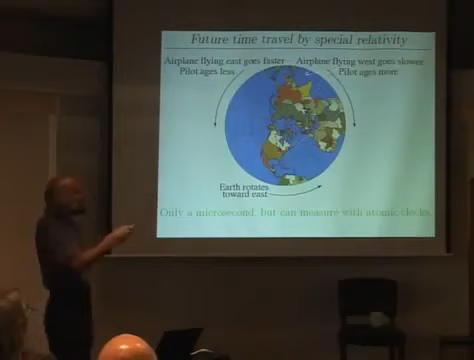 Future time travel by special relativity
Airplane flying east goes faster
Pilot ages less
Airplane flying west goes slower
Pilot ages more
Earth rotates
toward east
Only a microsecond, but can measure with atomic clocks.